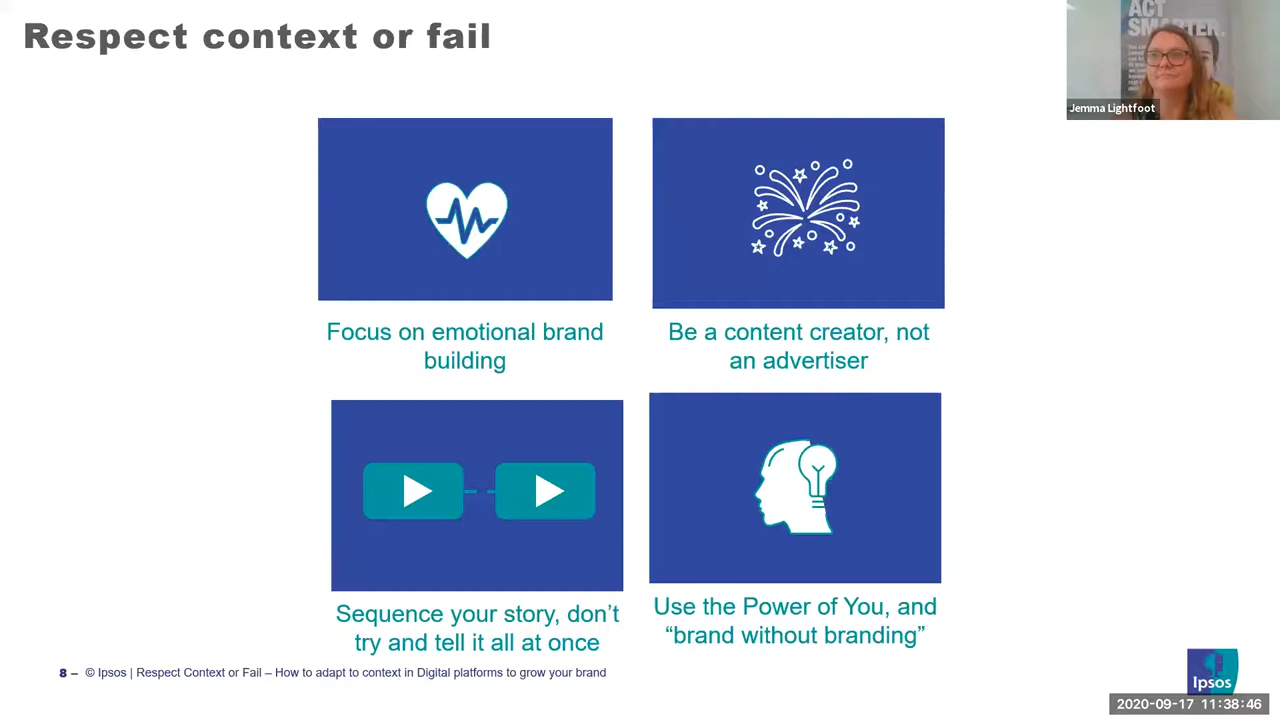 Respect context or fail
ACT
SMARTER.
Jemma Lightfoot
Focus on emotional brand
building
Be a content creator, not
an advertiser
Sequence your story, don’t
try and tell it all at once
Use the Power of You, and
“brand without branding”
8 – © Ipsos | Respect Context or Fail – How to adapt to context in Digital platforms to grow your brand
Ipsos
2020-09-17 11:38:46